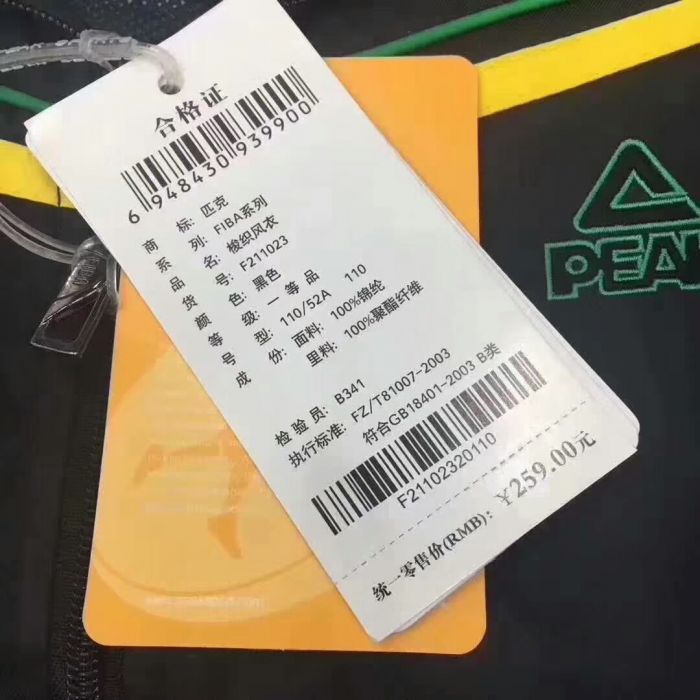 合格证
6 948430 939900
商标: 匹克
系列: FIBA系列
品名: 梭织风衣
货号: F211023
颜色: 黑色
等级: 一等品
号型: 110/52A 110
成份: 面料: 100%锦纶
里料: 100%聚酯纤维
检验员: B341
执行标准: FZ/T81007-2003
符合GB18401-2003 B类
F21102320110
统一零售价(RMB): ¥259.00元
PEAK